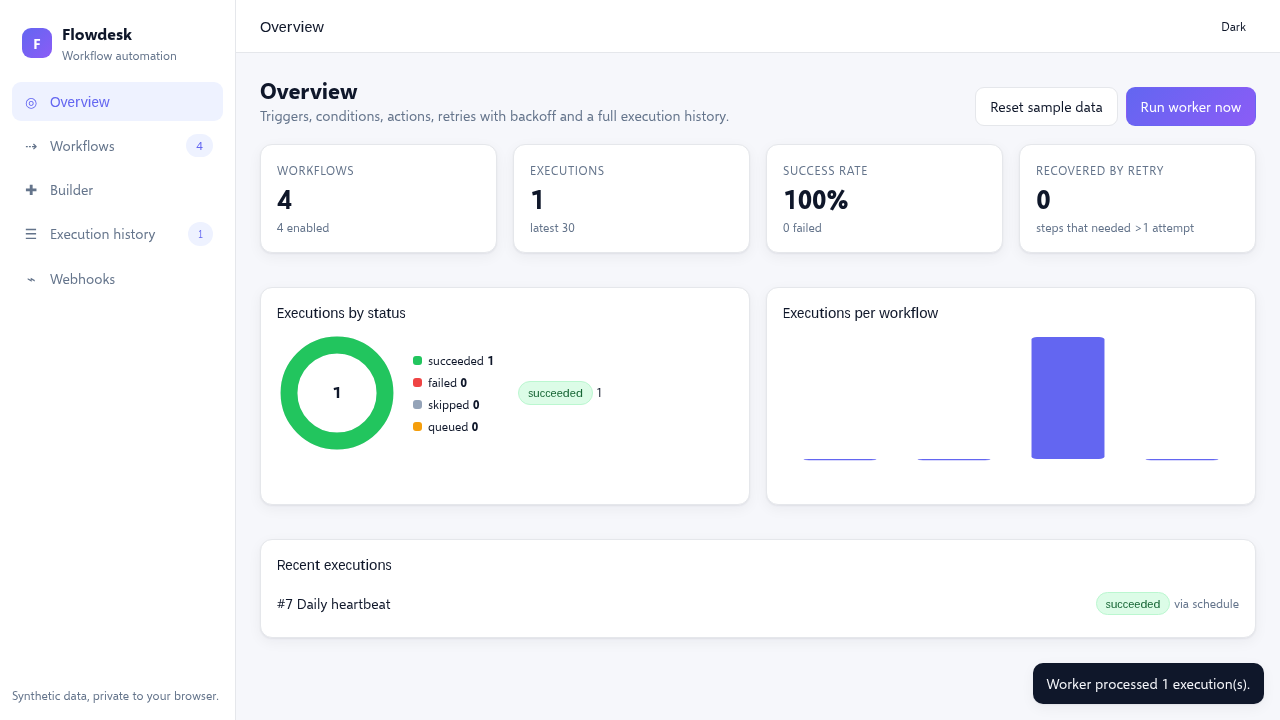 F
Flowdesk
Workflow automation
Overview
Workflows 4
Builder
Execution history 1
Webhooks
Synthetic data, private to your browser.
Overview
Dark
Overview
Triggers, conditions, actions, retries with backoff and a full execution history.
Reset sample data
Run worker now
WORKFLOWS
4
4 enabled
EXECUTIONS
1
latest 30
SUCCESS RATE
100%
0 failed
RECOVERED BY RETRY
0
steps that needed >1 attempt
Executions by status
1
succeeded 1
failed 0
skipped 0
queued 0
succeeded 1
Executions per workflow
Recent executions
#7 Daily heartbeat
succeeded via schedule
Worker processed 1 execution(s).